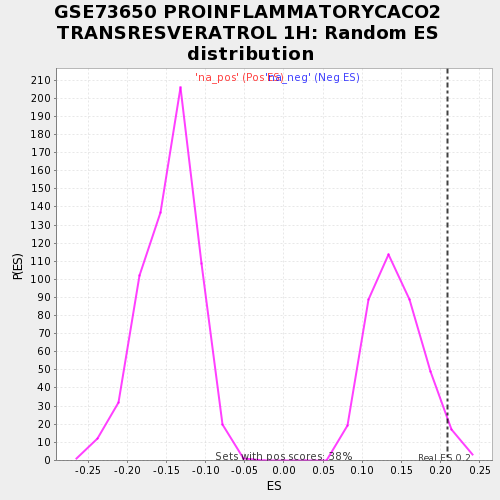 GSE73650 PROINFLAMMATORYCACO2
TRANSRESVERATROL 1H: Random ES
distribution
'na_pos' (Pos ES) 'na_neg' (Neg ES)
210
200
190
180
170
160
150
140
130
120
110
100
90
80
70
60
50
40
30
20
10
0
P(ES)
Sets with pos scores: 38%
Real ES 0.2
-0.25 -0.20 -0.15 -0.10 -0.05 0.00 0.05 0.10 0.15 0.20 0.25
ES